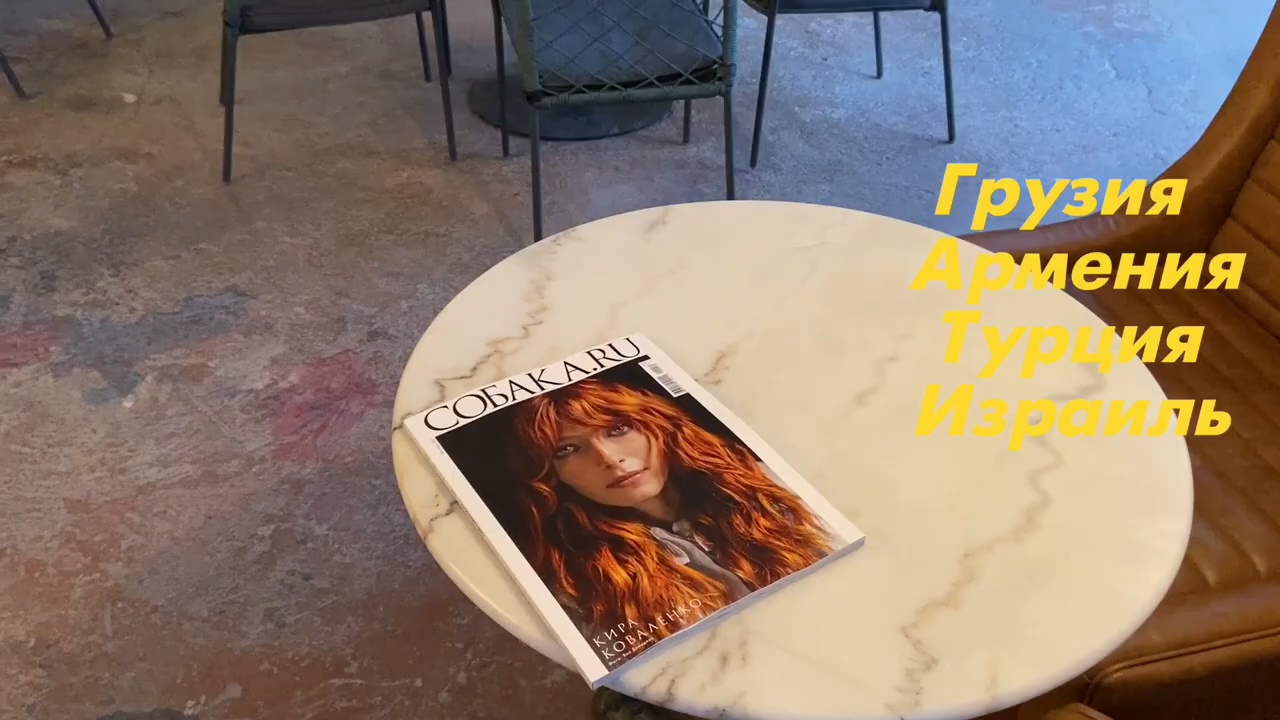 СОБАКА.RU
КИРА
КОВАЛЕНКО
Грузия
Армения
Турция
Израиль